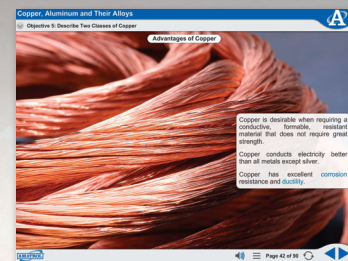 Copper, Aluminum and Their Alloys
Objective 5: Describe Two Classes of Copper
Advantages of Copper
Copper is desirable when requiring a
conductive, formable, resistant
material that does not require great
strength.
Copper conducts electricity better
than all metals except silver.
Copper has excellent corrosion
resistance and ductility.
AMATROL
Page 42 of 98
A